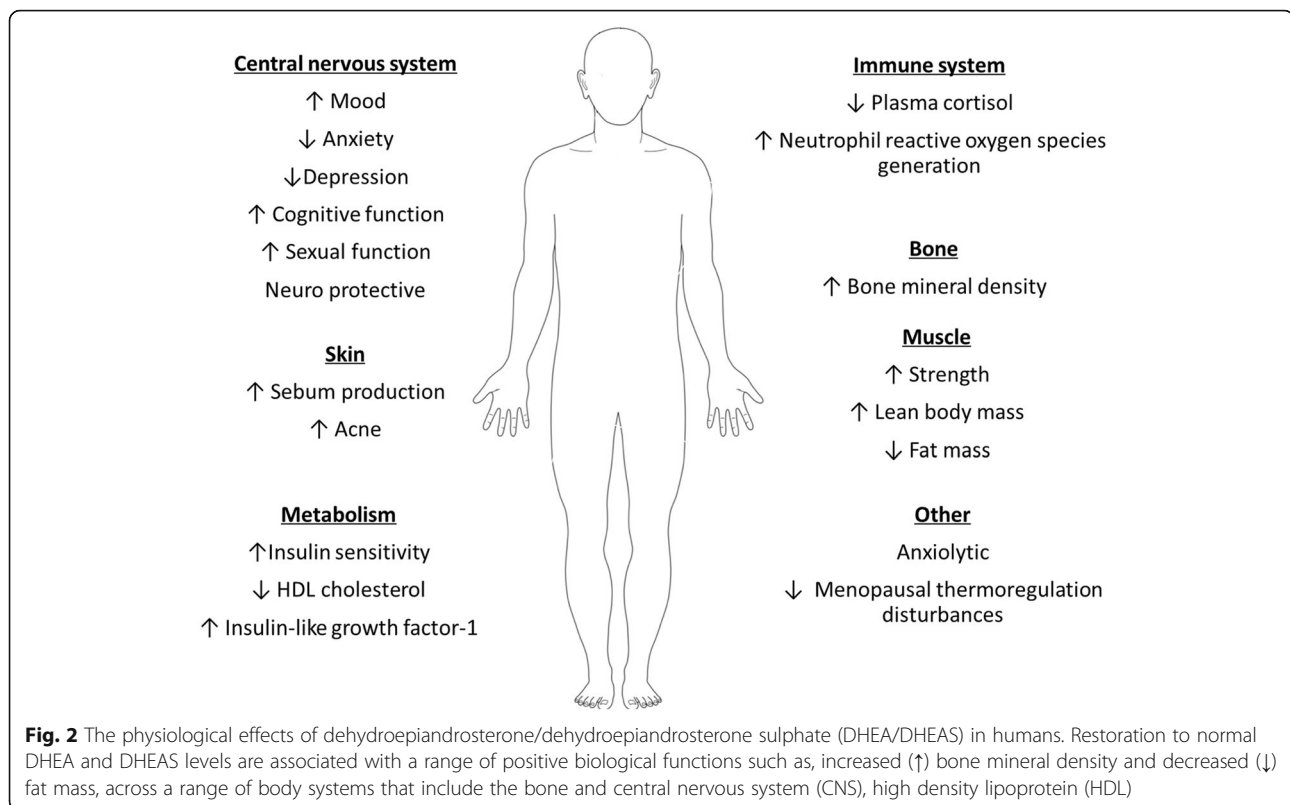 Central nervous system
↑ Mood
↓ Anxiety
↓Depression
↑ Cognitive function
↑ Sexual function
Neuro protective
Skin
↑ Sebum production
↑ Acne
Metabolism
↑Insulin sensitivity
↓ HDL cholesterol
↑ Insulin-like growth factor-1
Immune system
↓ Plasma cortisol
↑ Neutrophil reactive oxygen species
generation
Bone
↑ Bone mineral density
Muscle
↑ Strength
↑ Lean body mass
↓ Fat mass
Other
Anxiolytic
↓ Menopausal thermoregulation
disturbances
Fig. 2 The physiological effects of dehydroepiandrosterone/dehydroepiandrosterone sulphate (DHEA/DHEAS) in humans. Restoration to normal
DHEA and DHEAS levels are associated with a range of positive biological functions such as, increased (↑) bone mineral density and decreased (↓)
fat mass, across a range of body systems that include the bone and central nervous system (CNS), high density lipoprotein (HDL)